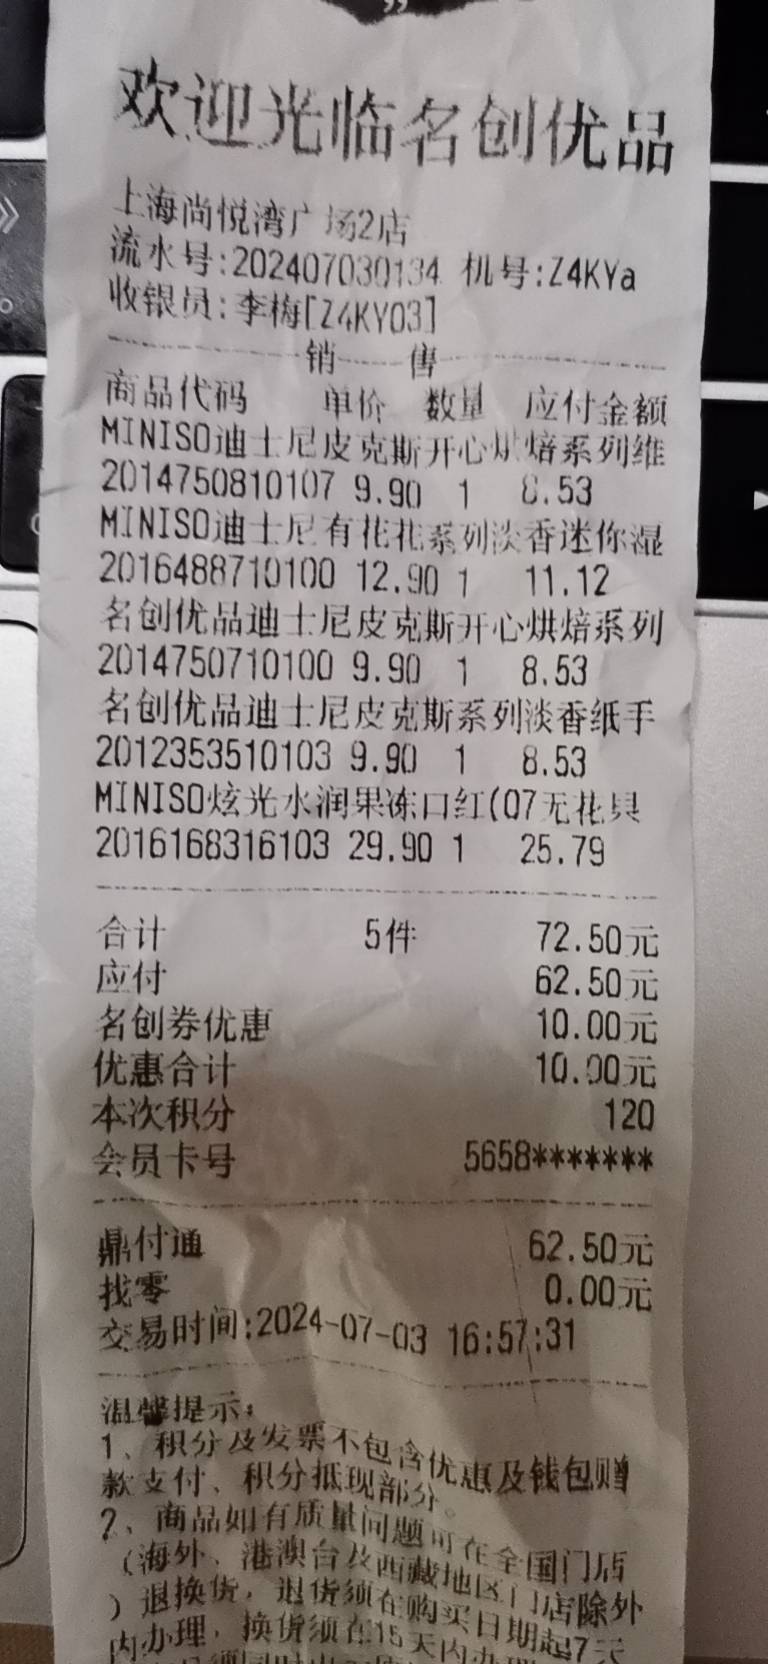 欢迎光临名创优品
上海尚悦湾广场2店
流水号:202407030134 机号:Z4KYa
收银员:李梅[Z4KY03]
销 售
商品代码 单价 数量 应付金额
MINISO迪士尼皮克斯开心烘焙系列维
2014750810107 9.90 1 8.53
MINISO迪士尼有花花系列淡香迷你湿
2016488710100 12.90 1 11.12
名创优品迪士尼皮克斯开心烘焙系列
2014750710100 9.90 1 8.53
名创优品迪士尼皮克斯系列淡香纸手
2012353510103 9.90 1 8.53
MINISO炫光水润果冻口红(07无花果
2016168316103 29.90 1 25.79
合计 5件 72.50元
应付 62.50元
名创券优惠 10.00元
优惠合计 10.00元
本次积分 120
会员卡号 5658*******
鼎付通 62.50元
找零 0.00元
交易时间:2024-07-03 16:57:31
温馨提示:
1、积分及发票不包含优惠及钱包赠
款支付、积分抵现部分。
2、商品如有质量问题可在全国门店
(海外、港澳台及西藏地区门店除外
)退换货，退货须在购买日期起7天
内办理，换货须在15天内办理